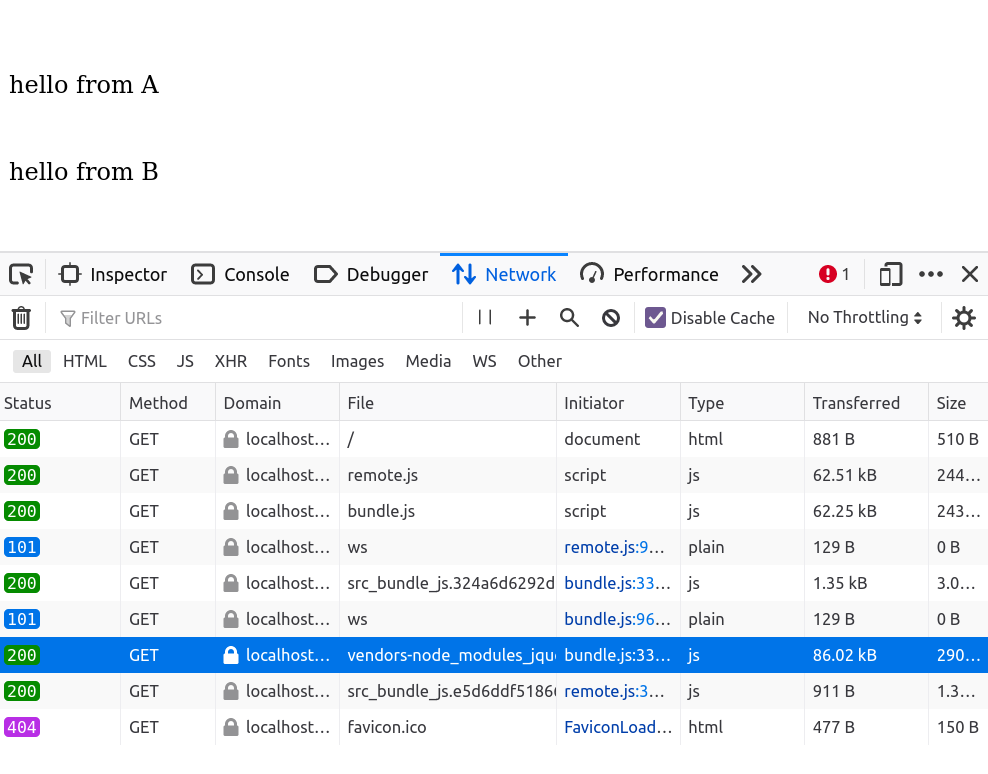 hello from A
hello from B
Inspector Console Debugger Network Performance 1
Filter URLs Disable Cache No Throttling
All HTML CSS JS XHR Fonts Images Media WS Other
Status Method Domain File Initiator Type Transferred Size
200 GET localhost… / document html 881 B 510 B
200 GET localhost… remote.js script js 62.51 kB 244…
200 GET localhost… bundle.js script js 62.25 kB 243…
101 GET localhost… ws remote.js:9… plain 129 B 0 B
200 GET localhost… src_bundle_js.324a6d6292d bundle.js:33… js 1.35 kB 3.0…
101 GET localhost… ws bundle.js:96… plain 129 B 0 B
200 GET localhost… vendors-node_modules_jqu bundle.js:33… js 86.02 kB 290…
200 GET localhost… src_bundle_js.e5d6ddf5186 remote.js:3… js 911 B 1.3…
404 GET localhost… favicon.ico FaviconLoad… html 477 B 150 B